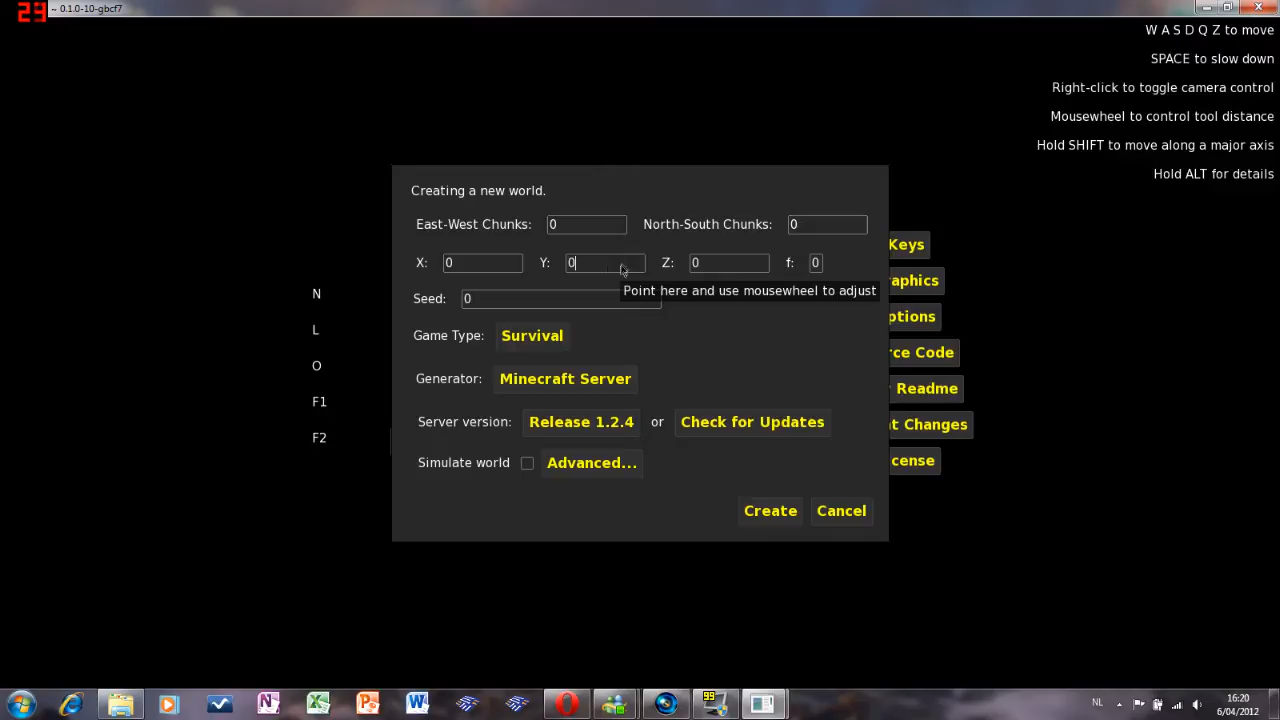 29
~ 0.1.0-10-gbcf7
W A S D Q Z to move
SPACE to slow down
Right-click to toggle camera control
Mousewheel to control tool distance
Hold SHIFT to move along a major axis
Hold ALT for details
Creating a new world.
East-West Chunks: 0 North-South Chunks: 0
X: 0 Y: 0 Z: 0 f: 0
Point here and use mousewheel to adjust
Seed: 0
Game Type: Survival
Generator: Minecraft Server
Server version: Release 1.2.4 or Check for Updates
Simulate world Advanced...
Create Cancel
N
L
O
F1
F2
Keys
aphics
ptions
rce Code
Readme
t Changes
cense
99
NL
16:20
6/04/2012